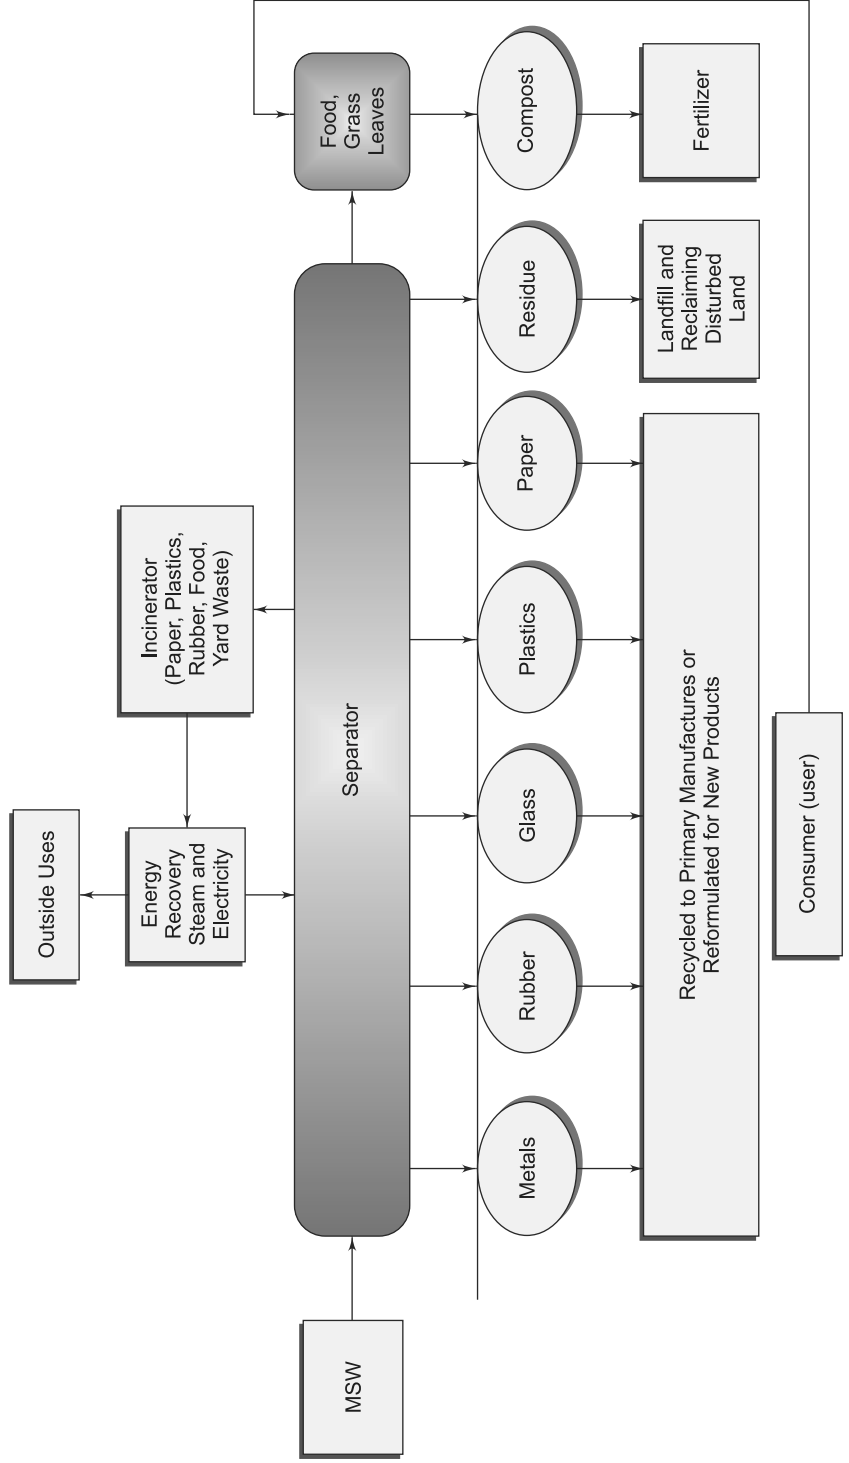 Outside Uses
Energy
Recovery
Steam and
Electricity
Incinerator
(Paper, Plastics,
Rubber, Food,
Yard Waste)
MSW
Separator
Food,
Grass
Leaves
Metals
Rubber
Glass
Plastics
Paper
Residue
Compost
Recycled to Primary Manufactures or
Reformulated for New Products
Landfill and
Reclaiming
Disturbed
Land
Fertilizer
Consumer (user)